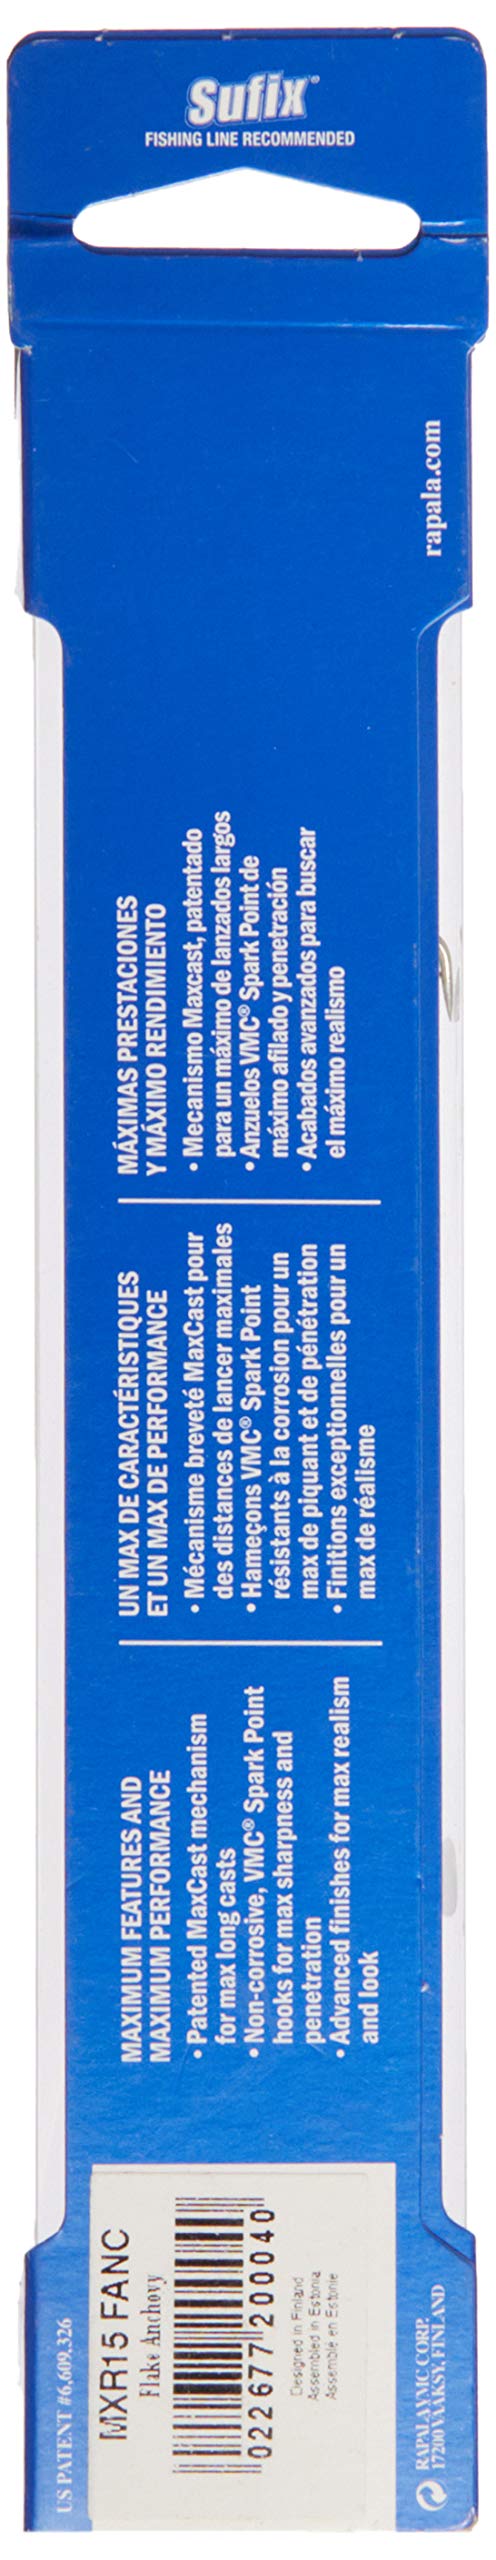 Sufix®
FISHING LINE RECOMMENDED
rapala.com
MAXIMUM FEATURES AND
MAXIMUM PERFORMANCE
• Patented MaxCast mechanism
for max long casts
• Non-corrosive, VMC® Spark Point
hooks for max sharpness and
penetration
• Advanced finishes for max realism
and look
UN MAX DE CARACTÉRISTIQUES
ET UN MAX DE PERFORMANCE
• Mécanisme breveté MaxCast pour
des distances de lancer maximales
• Hameçons VMC® Spark Point
résistants à la corrosion pour un
max de piquant et de pénétration
• Finitions exceptionnelles pour un
max de réalisme
MÁXIMAS PRESTACIONES
Y MÁXIMO RENDIMIENTO
• Mecanismo Maxcast, patentado
para un máximo de lanzados largos
• Anzuelos VMC® Spark Point de
máximo afilado y penetración
• Acabados avanzados para buscar
el máximo realismo
US PATENT #6,609,326
MXR15 FANC
Flake Anchovy
0 22677 20004 0
Designed in Finland
Assembled in Estonia
Assemblé en Estonie
RAPALA VMC CORP.
17200 VAAKSY, FINLAND